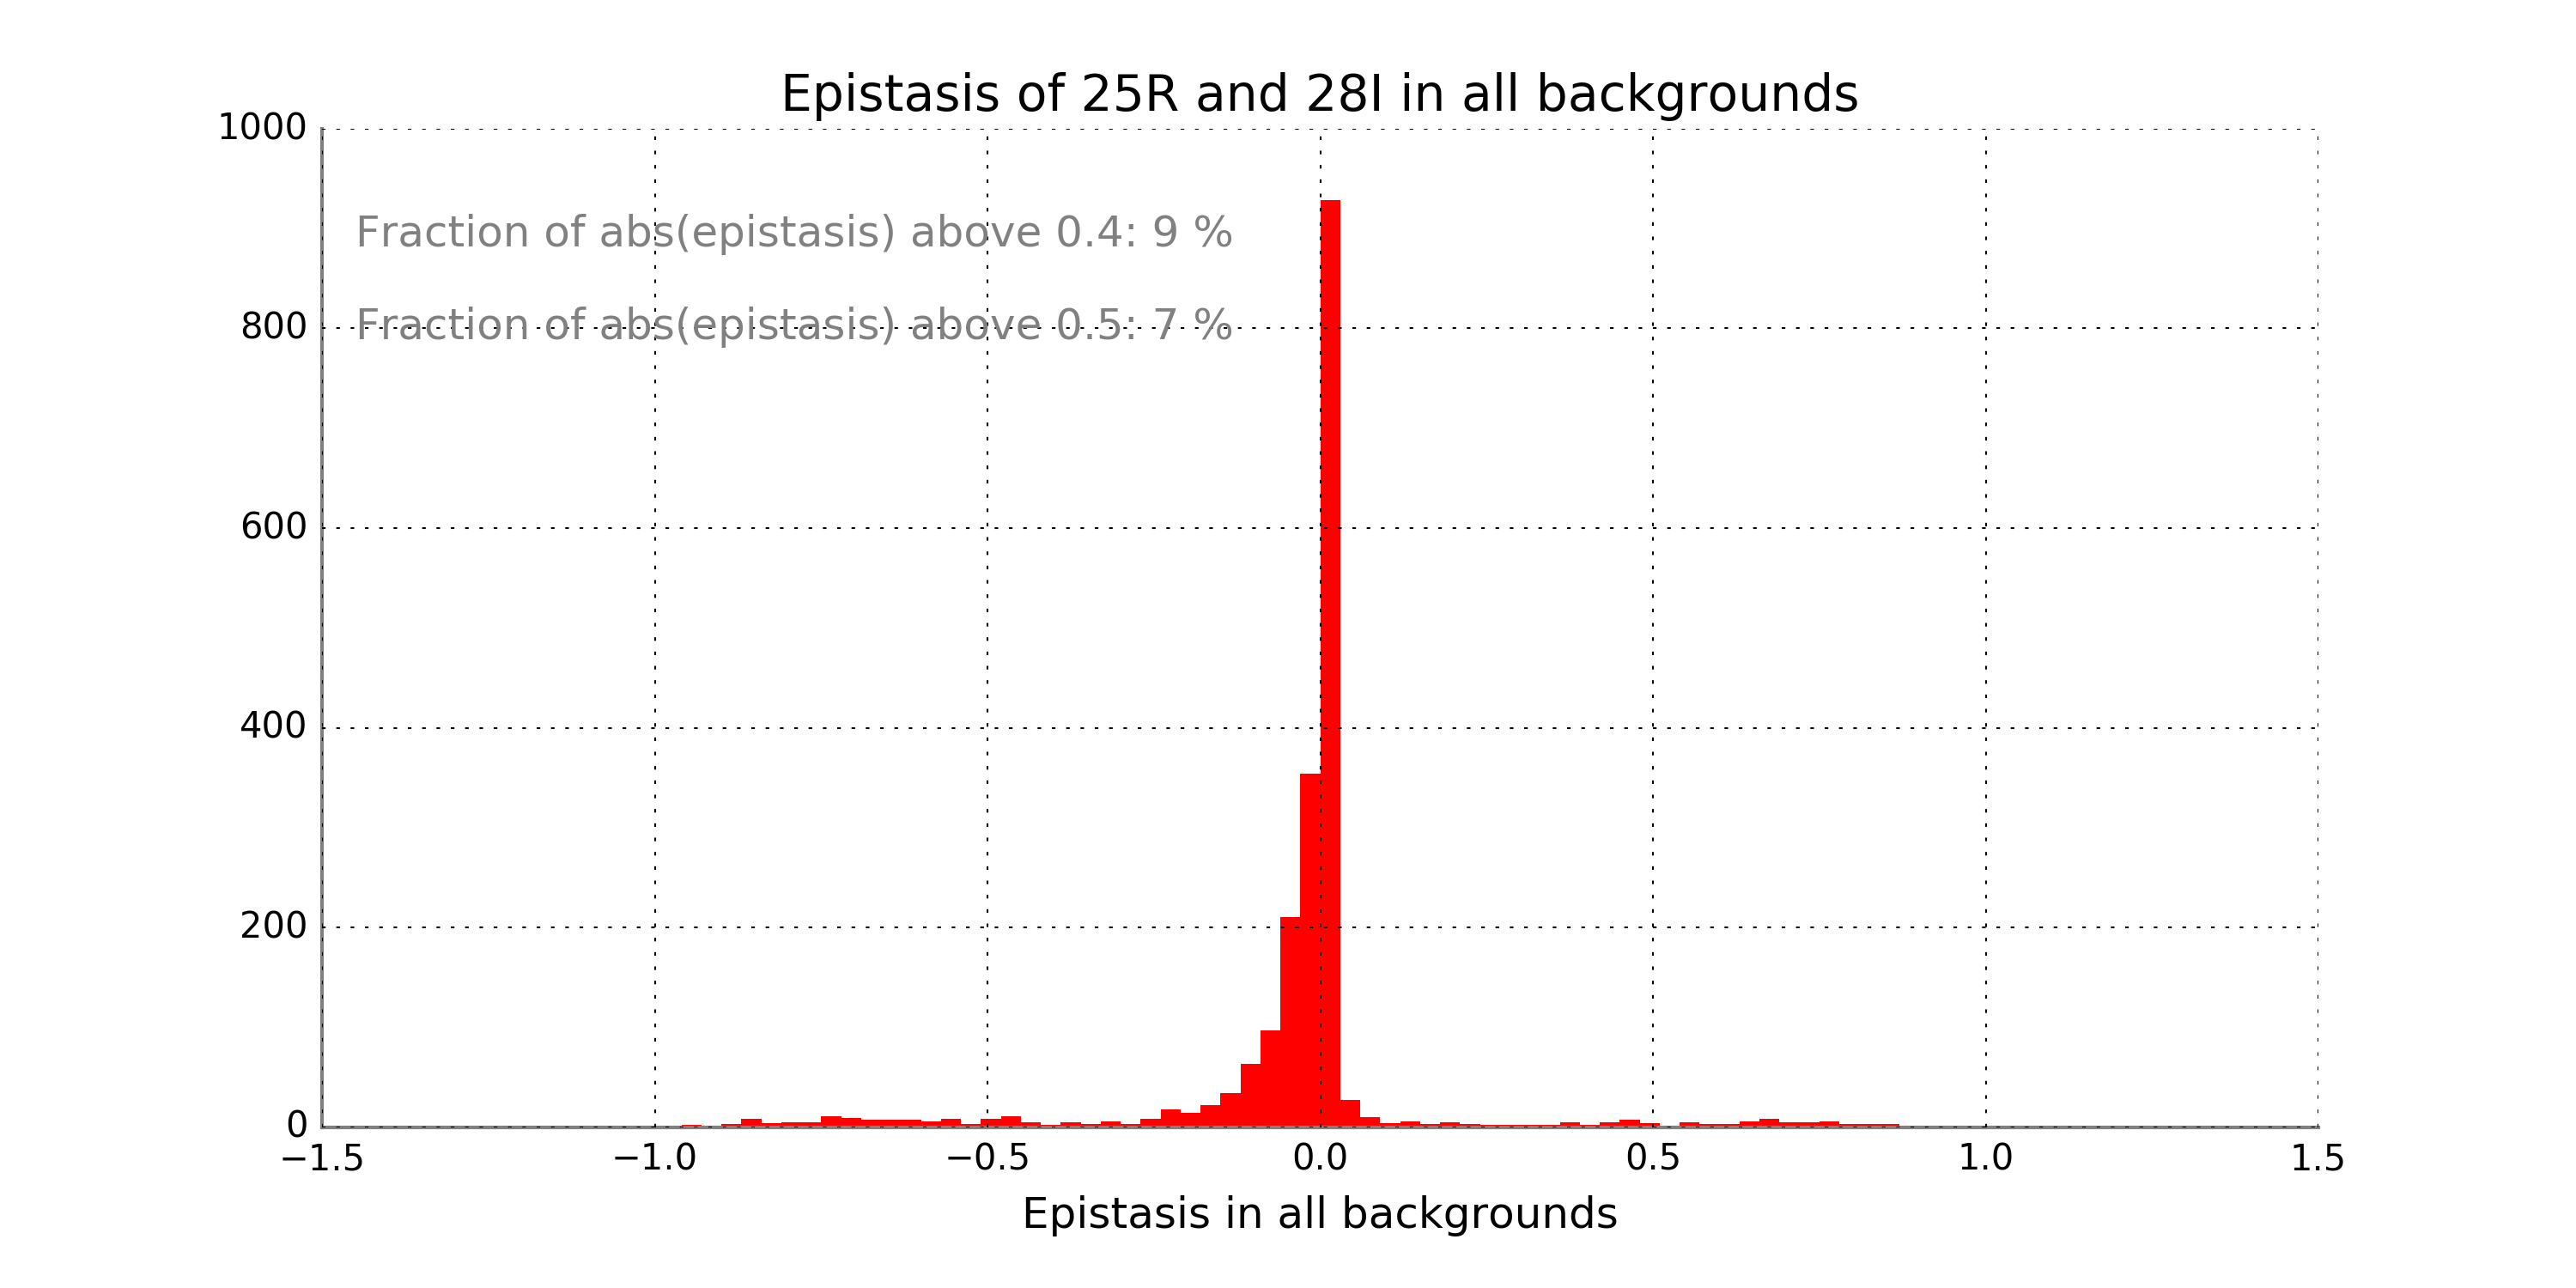 Epistasis of 25R and 28I in all backgrounds
1000
Fraction of abs(epistasis) above 0.4: 9 %
800
Fraction of abs(epistasis) above 0.5: 7 %
600
400
200
0
−1.5 −1.0 −0.5 0.0 0.5 1.0 1.5
Epistasis in all backgrounds